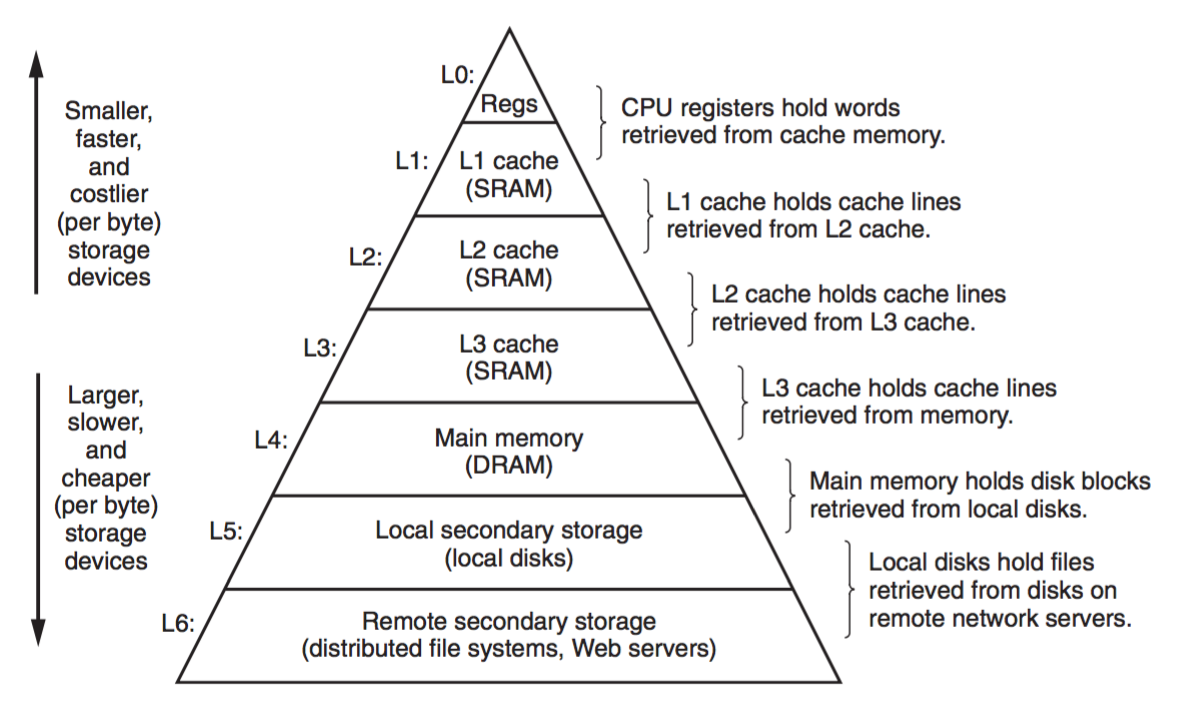 Smaller,
faster,
and
costlier
(per byte)
storage
devices
Larger,
slower,
and
cheaper
(per byte)
storage
devices
L0:
Regs
L1:
L1 cache
(SRAM)
L2:
L2 cache
(SRAM)
L3:
L3 cache
(SRAM)
L4:
Main memory
(DRAM)
L5:
Local secondary storage
(local disks)
L6:
Remote secondary storage
(distributed file systems, Web servers)
CPU registers hold words
retrieved from cache memory.
L1 cache holds cache lines
retrieved from L2 cache.
L2 cache holds cache lines
retrieved from L3 cache.
L3 cache holds cache lines
retrieved from memory.
Main memory holds disk blocks
retrieved from local disks.
Local disks hold files
retrieved from disks on
remote network servers.